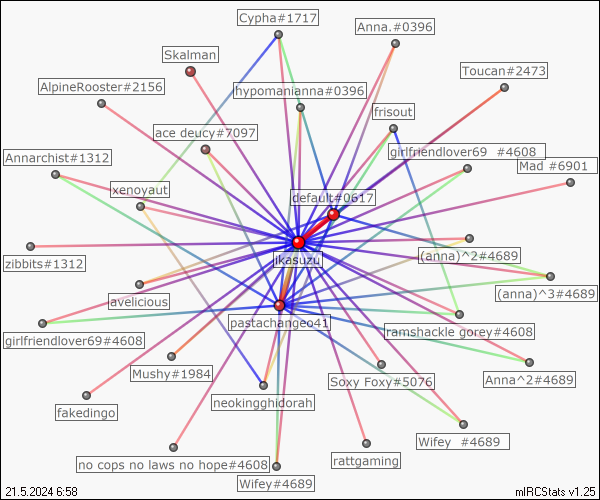 Cypha#1717
Anna.#0396
Skalman
Toucan#2473
AlpineRooster#2156
hypomanianna#0396
frisout
ace deucy#7097
girlfriendlover69 #4608
Annarchist#1312
Mad #6901
xenoyaut
default#0617
(anna)^2#4689
jikasuzu
zibbits#1312
(anna)^3#4689
avelicious
pastachangeo41
ramshackle gorey#4608
girlfriendlover69#4608
Mushy#1984
Soxy Foxy#5076
Anna^2#4689
neokingghidorah
fakedingo
Wifey #4689
rattgaming
no cops no laws no hope#4608
Wifey#4689
21.5.2024 6:58
mIRCStats v1.25